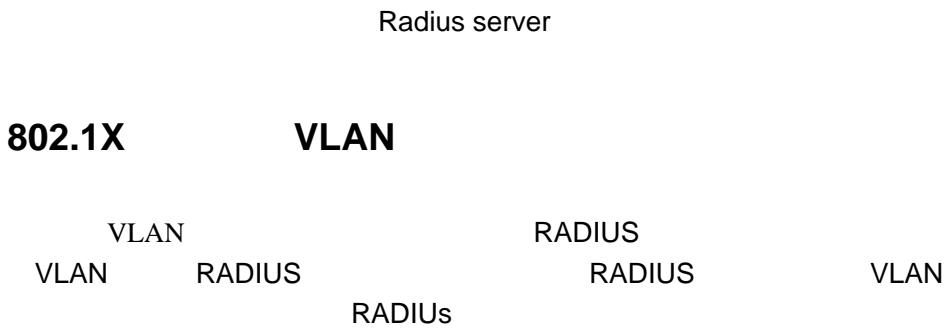 Radius server
802.1X VLAN
VLAN RADIUS
VLAN RADIUS RADIUS VLAN
RADIUs